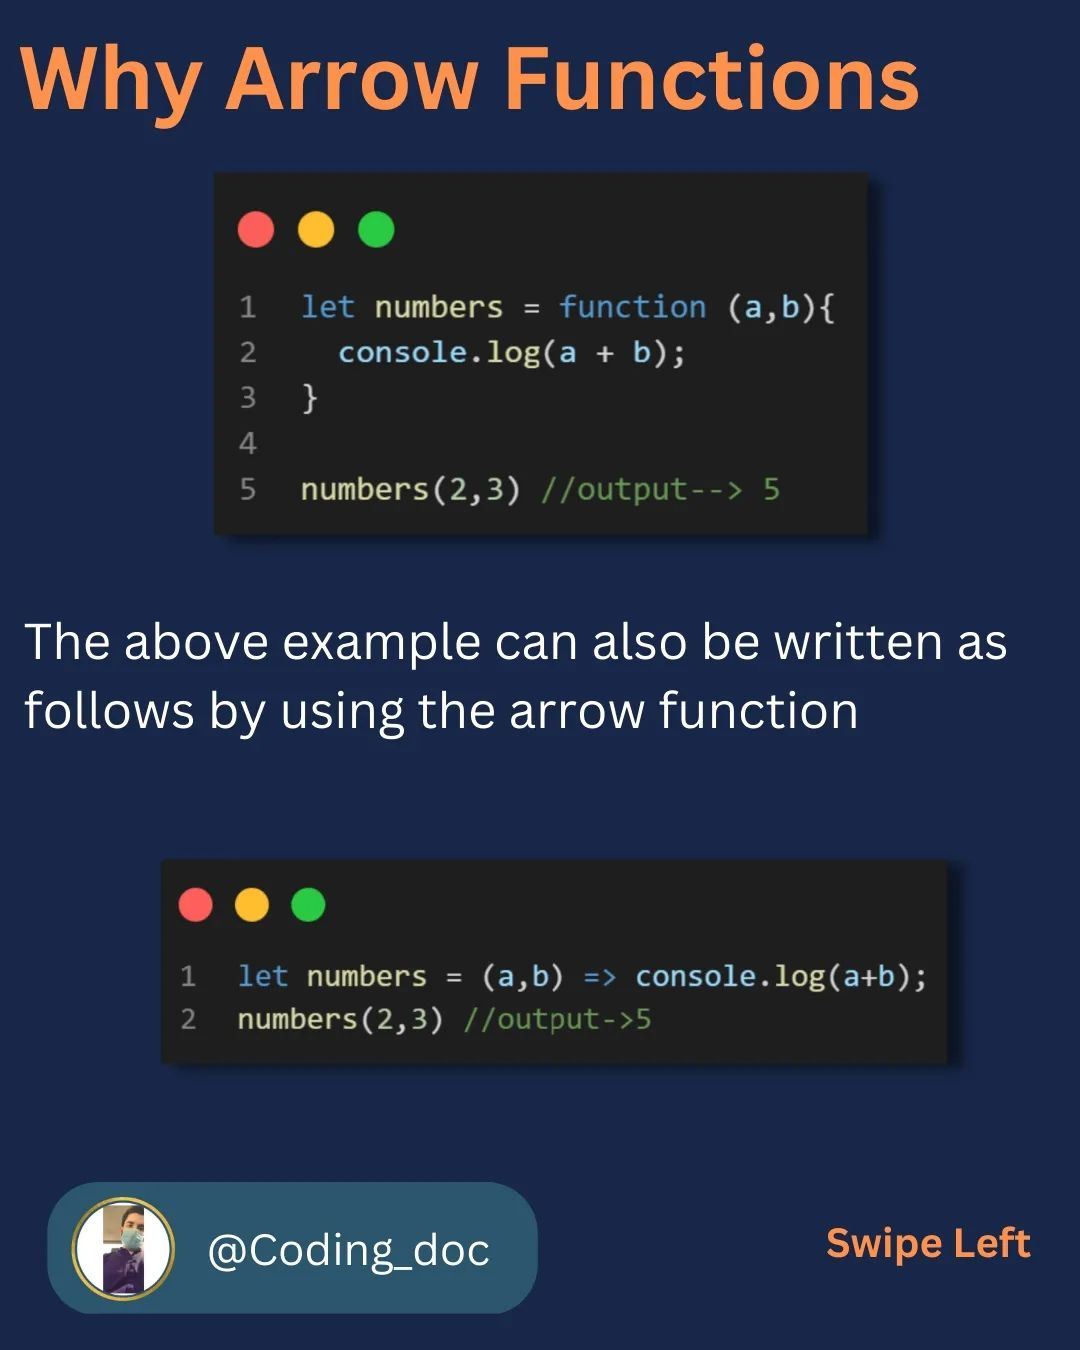 Why Arrow Functions
1 let numbers = function (a,b){
2 console.log(a + b);
3 }
4
5 numbers(2,3) //output--> 5
The above example can also be written as
follows by using the arrow function
1 let numbers = (a,b) => console.log(a+b);
2 numbers(2,3) //output->5
@Coding_doc
Swipe Left